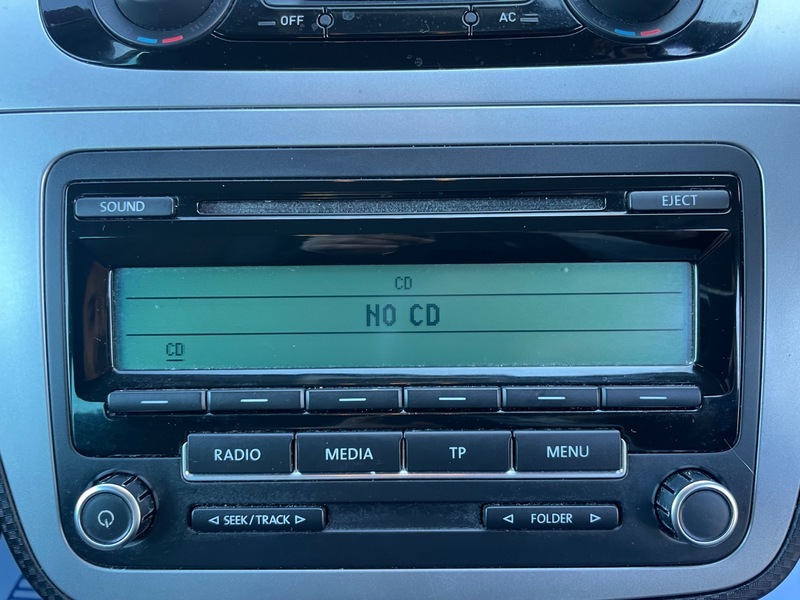 OFF AC
SOUND EJECT
CD
NO CD
CD
RADIO MEDIA TP MENU
SEEK/TRACK FOLDER